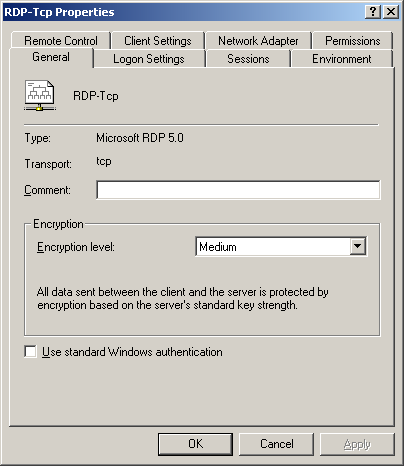 RDP-Tcp Properties
Remote Control Client Settings Network Adapter Permissions
General Logon Settings Sessions Environment
RDP-Tcp
Type: Microsoft RDP 5.0
Transport: tcp
Comment:
Encryption
Encryption level: Medium
All data sent between the client and the server is protected by
encryption based on the server's standard key strength.
Use standard Windows authentication
OK Cancel Apply